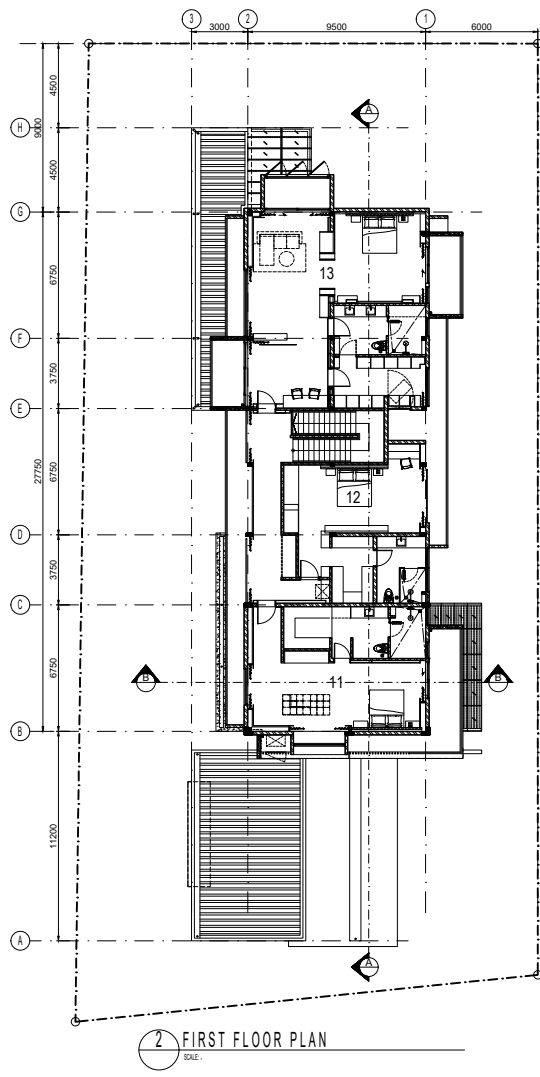 3 2 1
3000 9500 6000
4500
A
H
9000
4500
G
6750
13
F
3750
E
27750
6750
12
D
3750
C
6750
11
B B
B
11200
A
A
2 FIRST FLOOR PLAN
SCALE: -